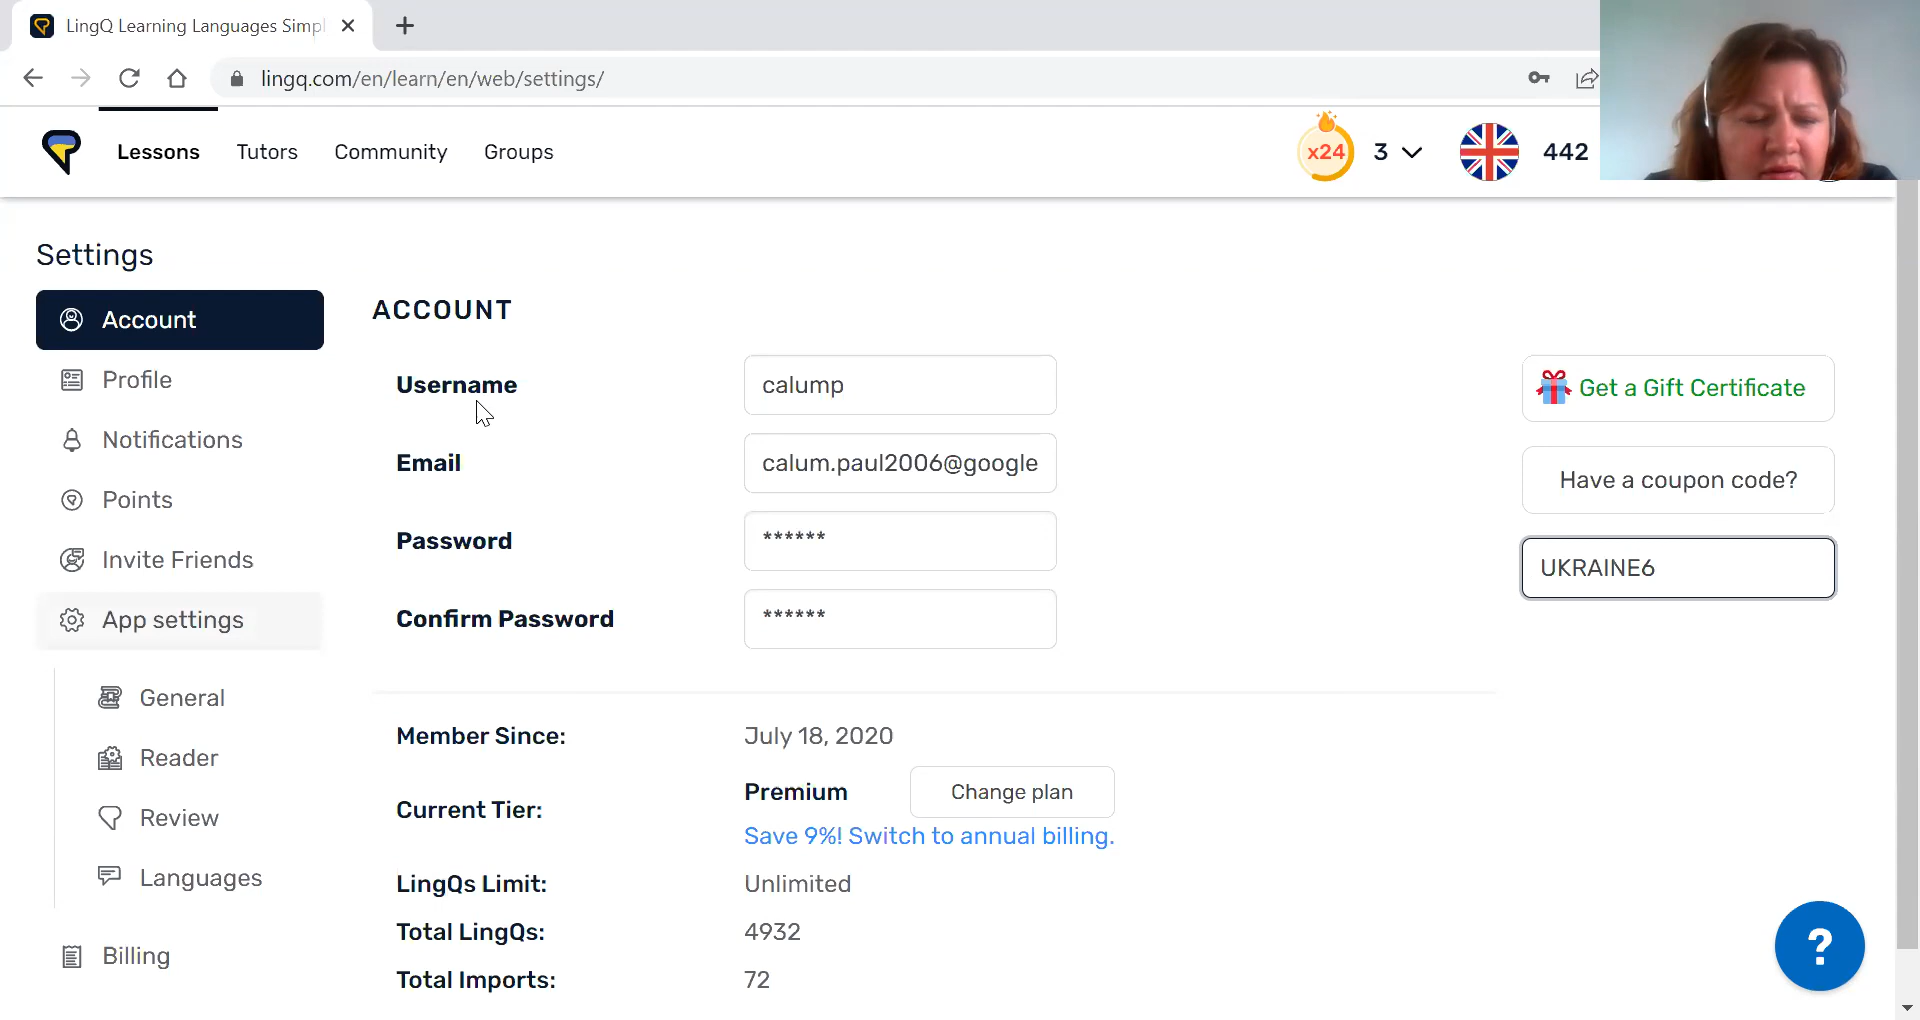 LingQ Learning Languages Simpl
lingq.com/en/learn/en/web/settings/
Lessons
Tutors
Community
Groups
x24
3
442
Settings
Account
Profile
Notifications
Points
Invite Friends
App settings
General
Reader
Review
Languages
Billing
ACCOUNT
Username
calump
Email
calum.paul2006@google
Password
******
Confirm Password
******
Member Since:
July 18, 2020
Current Tier:
Premium
Change plan
Save 9%! Switch to annual billing.
LingQs Limit:
Unlimited
Total LingQs:
4932
Total Imports:
72
Get a Gift Certificate
Have a coupon code?
UKRAINE6
?